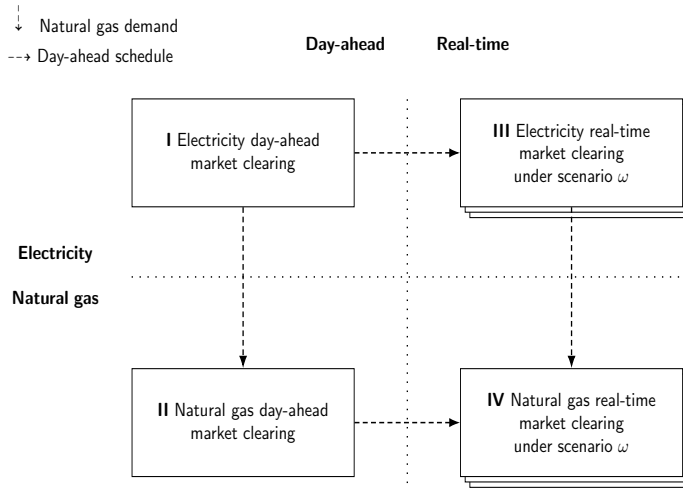 Natural gas demand
Day-ahead schedule
Day-ahead
Real-time
I Electricity day-ahead
market clearing
III Electricity real-time
market clearing
under scenario ω
Electricity
Natural gas
II Natural gas day-ahead
market clearing
IV Natural gas real-time
market clearing
under scenario ω